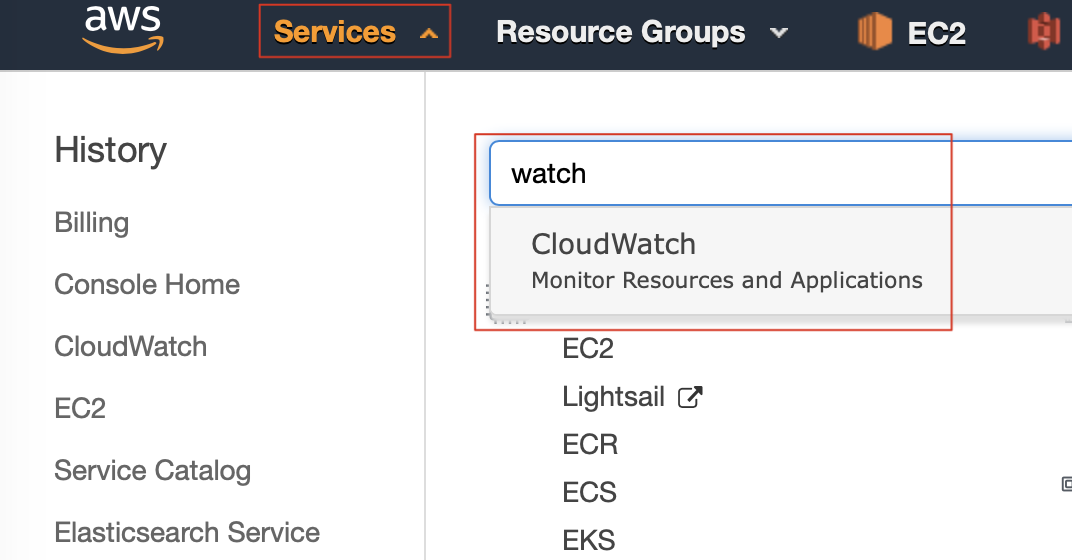 aws
Services
Resource Groups
EC2
History
Billing
Console Home
CloudWatch
EC2
Service Catalog
Elasticsearch Service
watch
CloudWatch
Monitor Resources and Applications
EC2
Lightsail
ECR
ECS
EKS